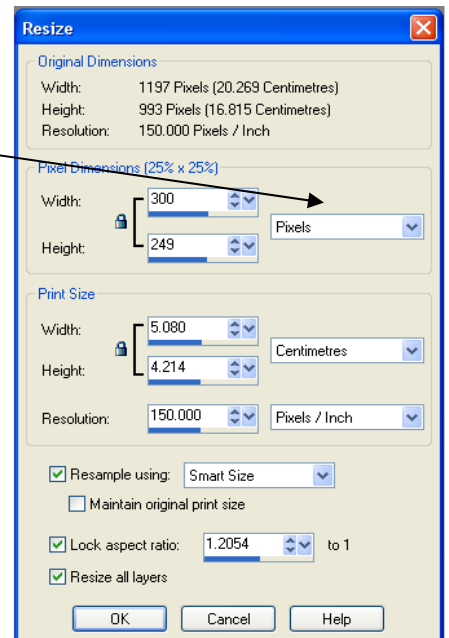 Resize
Original Dimensions
Width: 1197 Pixels (20.269 Centimetres)
Height: 993 Pixels (16.815 Centimetres)
Resolution: 150.000 Pixels / Inch
Pixel Dimensions (25% x 25%)
Width: 300
Pixels
Height: 249
Print Size
Width: 5.080
Centimetres
Height: 4.214
Resolution: 150.000 Pixels / Inch
Resample using: Smart Size
Maintain original print size
Lock aspect ratio: 1.2054 to 1
Resize all layers
OK Cancel Help